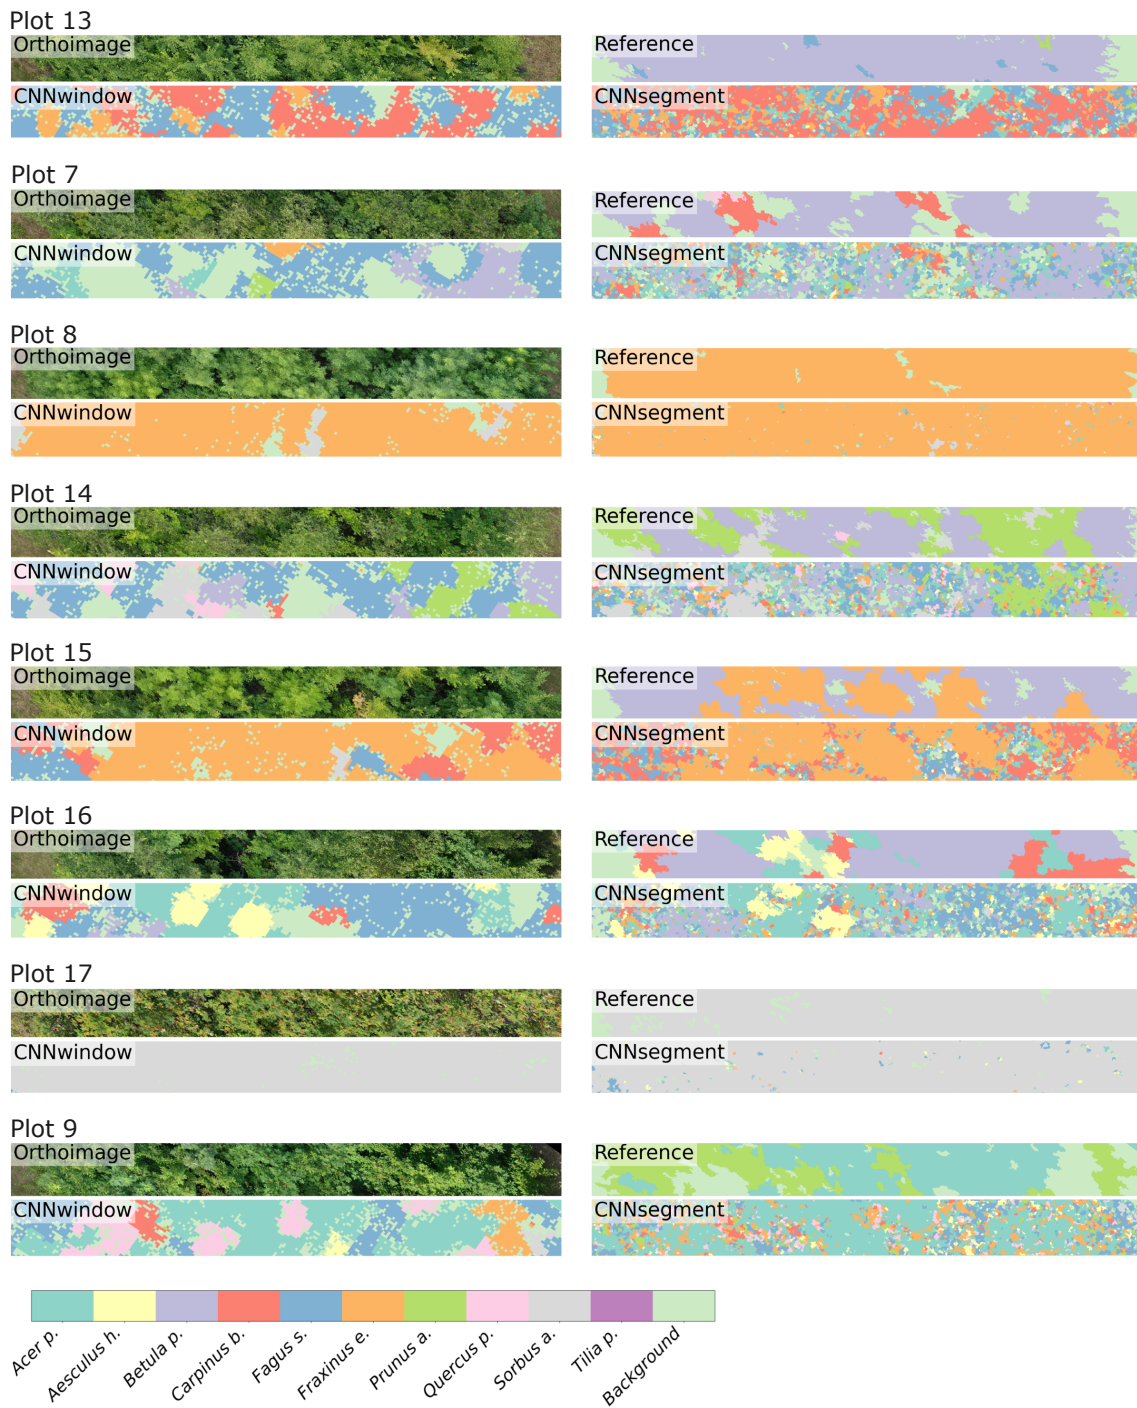 Plot 13
Orthoimage
Reference
CNNwindow
CNNsegment
Plot 7
Orthoimage
Reference
CNNwindow
CNNsegment
Plot 8
Orthoimage
Reference
CNNwindow
CNNsegment
Plot 14
Orthoimage
Reference
CNNwindow
CNNsegment
Plot 15
Orthoimage
Reference
CNNwindow
CNNsegment
Plot 16
Orthoimage
Reference
CNNwindow
CNNsegment
Plot 17
Orthoimage
Reference
CNNwindow
CNNsegment
Plot 9
Orthoimage
Reference
CNNwindow
CNNsegment
Acer p.
Aesculus h.
Betula p.
Carpinus b.
Fagus s.
Fraxinus e.
Prunus a.
Quercus p.
Sorbus a.
Tilia p.
Background